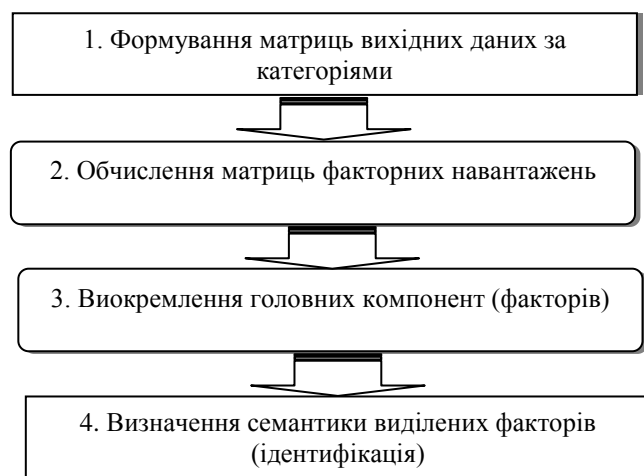 1. Формування матриць вихідних даних за
категоріями
2. Обчислення матриць факторних навантажень
3. Виокремлення головних компонент (факторів)
4. Визначення семантики виділених факторів
(ідентифікація)